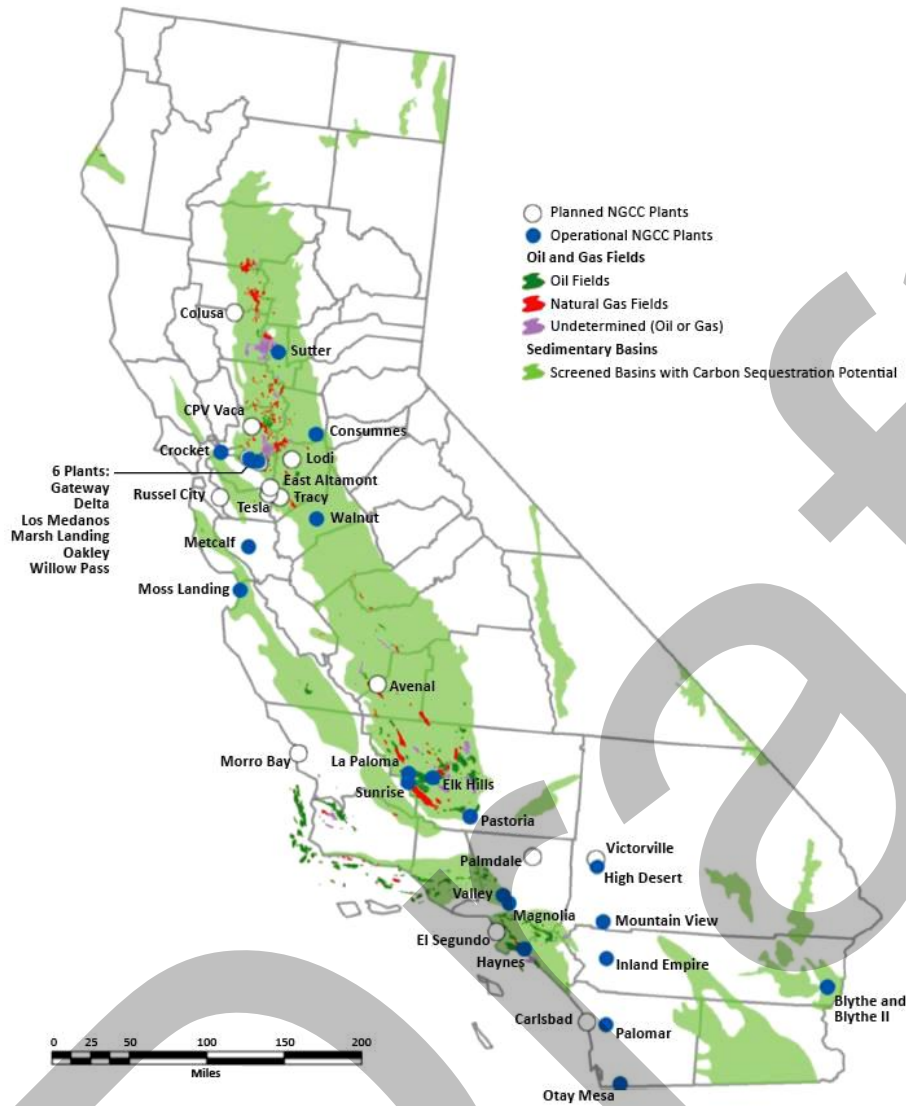 Planned NGCC Plants
Operational NGCC Plants
Oil and Gas Fields
Oil Fields
Natural Gas Fields
Undetermined (Oil or Gas)
Sedimentary Basins
Screened Basins with Carbon Sequestration Potential
Colusa
Sutter
CPV Vaca
Consumnes
Crocket
Lodi
6 Plants:
Gateway
Delta
Los Medanos
Marsh Landing
Oakley
Willow Pass
East Altamont
Russel City
Tesla
Tracy
Walnut
Metcalf
Moss Landing
Avenal
Morro Bay
La Paloma
Elk Hills
Sunrise
Pastoria
Palmdale
Victorville
High Desert
Valley
Magnolia
Mountain View
El Segundo
Haynes
Inland Empire
Blythe and
Blythe II
Carlsbad
Palomar
Otay Mesa
0 50 100 150 200
Miles